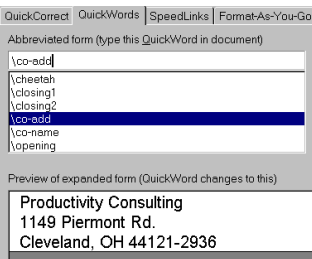 QuickCorrect QuickWords SpeedLinks Format-As-You-Go
Abbreviated form (type this QuickWord in document)
\co-add
\cheetah
\closing1
\closing2
\co-add
\co-name
\opening
Preview of expanded form (QuickWord changes to this)
Productivity Consulting
1149 Piermont Rd.
Cleveland, OH 44121-2936